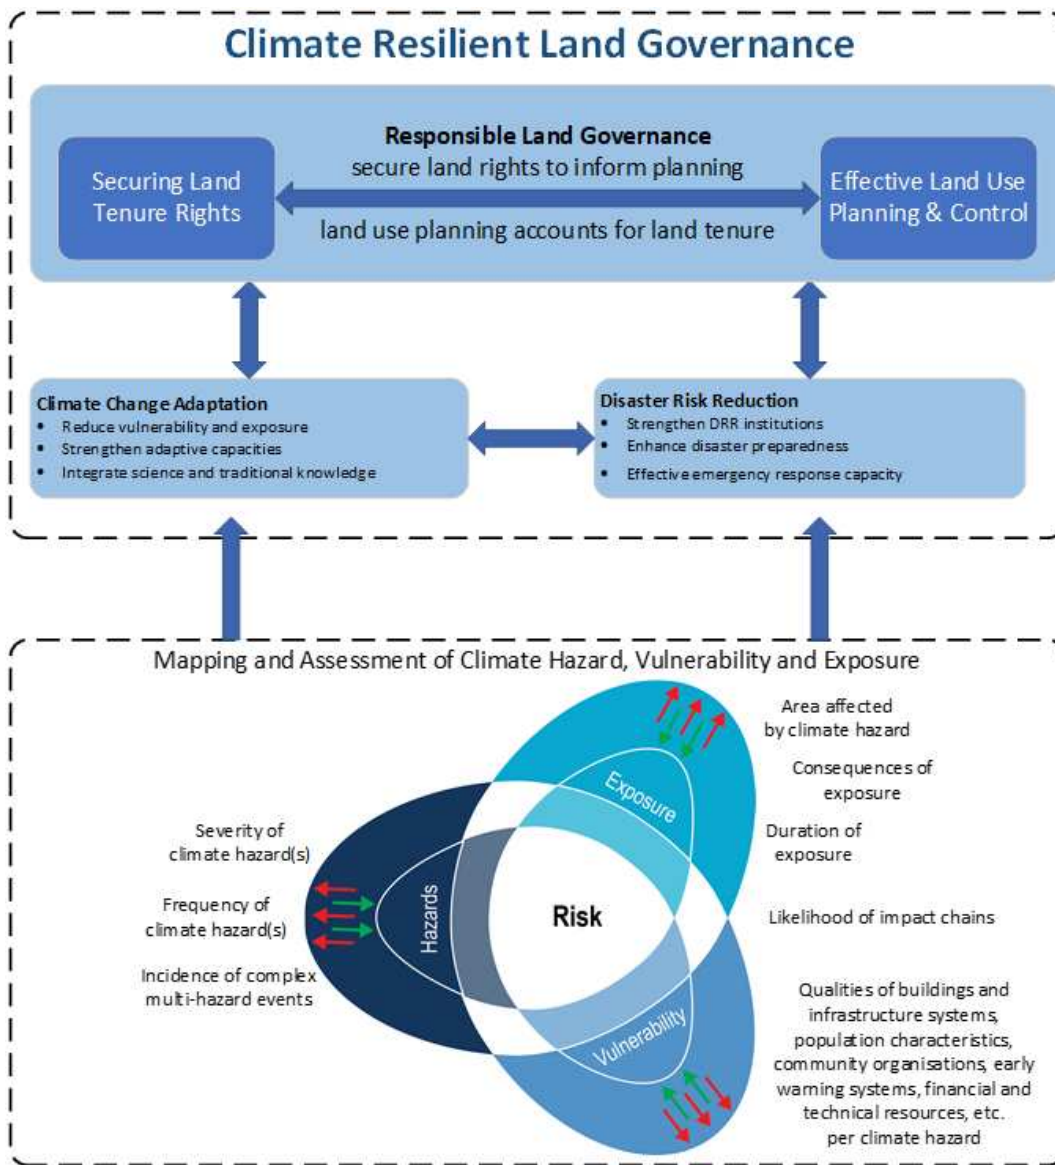 Climate Resilient Land Governance
Responsible Land Governance
secure land rights to inform planning
Securing Land
Tenure Rights
Effective Land Use
Planning & Control
land use planning accounts for land tenure
Climate Change Adaptation
• Reduce vulnerability and exposure
• Strengthen adaptive capacities
• Integrate science and traditional knowledge
Disaster Risk Reduction
• Strengthen DRR institutions
• Enhance disaster preparedness
• Effective emergency response capacity
Mapping and Assessment of Climate Hazard, Vulnerability and Exposure
Area affected
by climate hazard
Consequences of
exposure
Exposure
Duration of
exposure
Severity of
climate hazard(s)
Frequency of
climate hazard(s)
Incidence of complex
multi-hazard events
Hazards
Risk
Likelihood of impact chains
Vulnerability
Qualities of buildings and
infrastructure systems,
population characteristics,
community organisations, early
warning systems, financial and
technical resources, etc.
per climate hazard